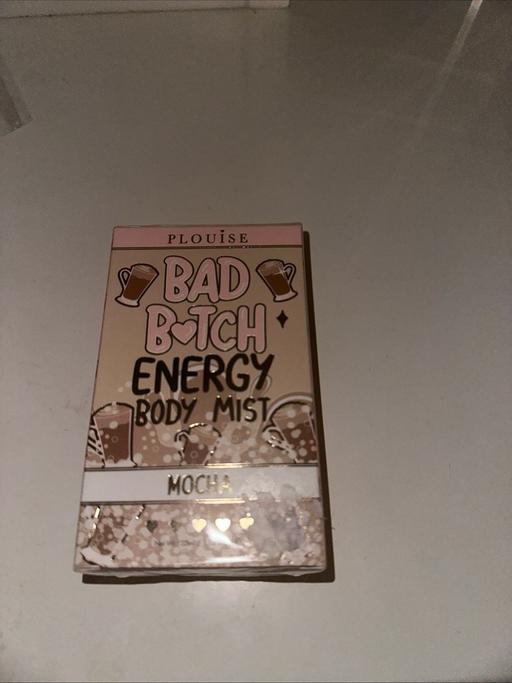 PLOUISE
BAD
B♥TCH
ENERGY
BODY MIST
MOCHA